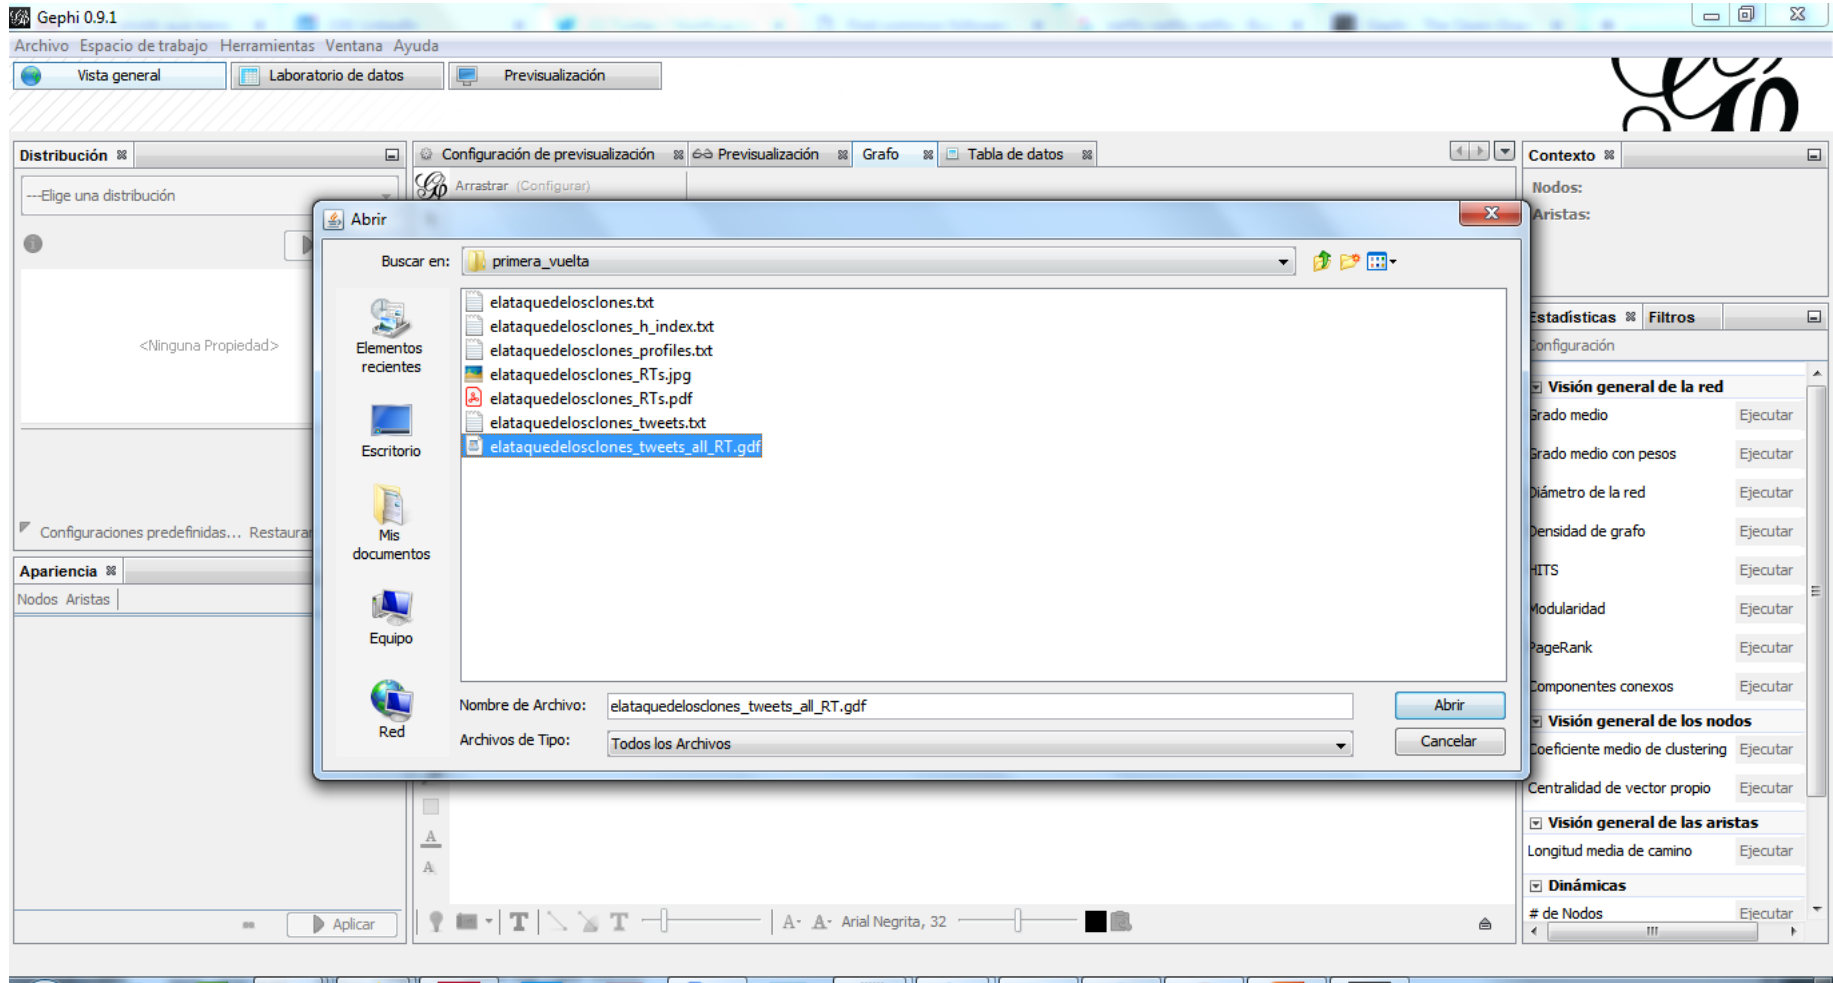 Gephi 0.9.1
Archivo Espacio de trabajo Herramientas Ventana Ayuda
Vista general Laboratorio de datos Previsualización
Distribución
---Elige una distribución
<Ninguna Propiedad>
Configuraciones predefinidas... Restaurar
Apariencia
Nodos Aristas
Aplicar
Configuración de previsualización Previsualización Grafo Tabla de datos
Arrastrar (Configurar)
Abrir
Buscar en: primera_vuelta
Elementos recientes
Escritorio
Mis documentos
Equipo
Red
elataquedelosclones.txt
elataquedelosclones_h_index.txt
elataquedelosclones_profiles.txt
elataquedelosclones_RTs.jpg
elataquedelosclones_RTs.pdf
elataquedelosclones_tweets.txt
elataquedelosclones_tweets_all_RT.gdf
Nombre de Archivo: elataquedelosclones_tweets_all_RT.gdf Abrir
Archivos de Tipo: Todos los Archivos Cancelar
A- A- Arial Negrita, 32
Contexto
Nodos:
Aristas:
Estadísticas Filtros
Configuración
Visión general de la red
Grado medio Ejecutar
Grado medio con pesos Ejecutar
Diámetro de la red Ejecutar
Densidad de grafo Ejecutar
HITS Ejecutar
Modularidad Ejecutar
PageRank Ejecutar
Componentes conexos Ejecutar
Visión general de los nodos
Coeficiente medio de clustering Ejecutar
Centralidad de vector propio Ejecutar
Visión general de las aristas
Longitud media de camino Ejecutar
Dinámicas
# de Nodos Ejecutar